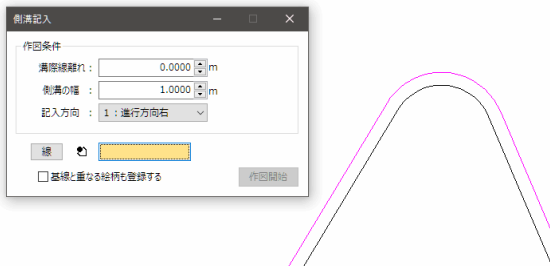 側溝記入
作図条件
溝際線離れ： 0.0000 m
側溝の幅： 1.0000 m
記入方向 ： 1：進行方向右
線
基線と重なる絵柄も登録する
作図開始